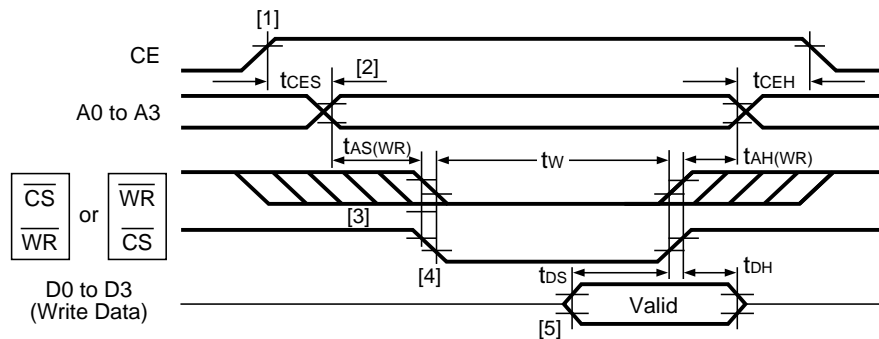 [1]
CE
tCES
[2]
tCEH
A0 to A3
tAS(WR)
tW
tAH(WR)
CS
WR
or
WR
CS
[3]
[4]
tDS
tDH
D0 to D3
(Write Data)
Valid
[5]